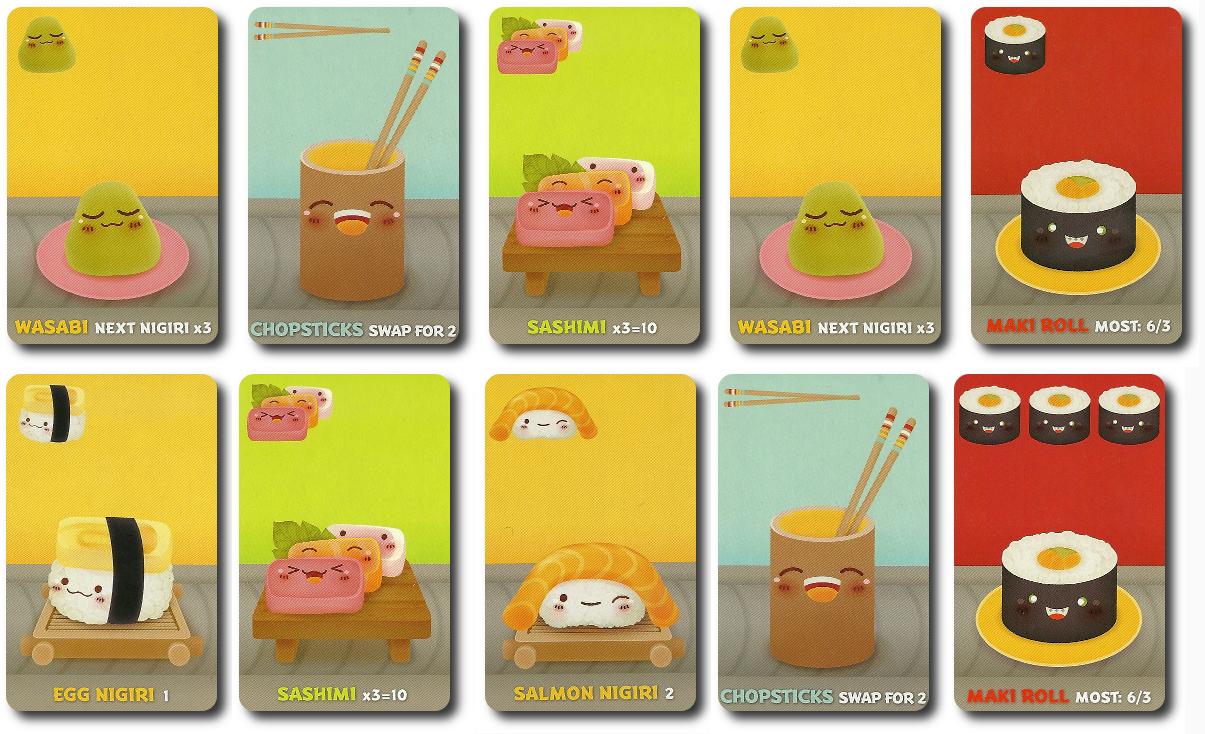 WASABI NEXT NIGIRI x3
CHOPSTICKS SWAP FOR 2
SASHIMI x3=10
WASABI NEXT NIGIRI x3
MAKI ROLL MOST: 6/3
EGG NIGIRI 1
SASHIMI x3=10
SALMON NIGIRI 2
CHOPSTICKS SWAP FOR 2
MAKI ROLL MOST: 6/3